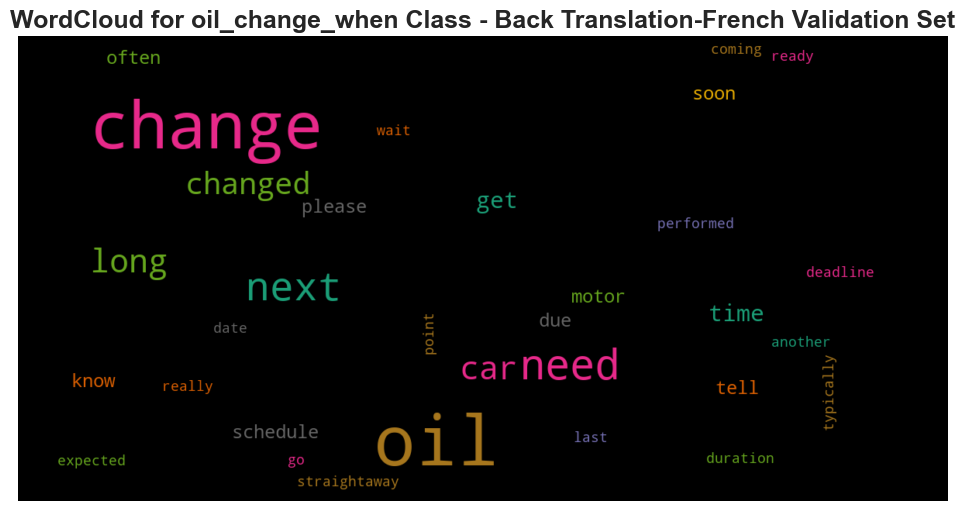 WordCloud for oil_change_when Class - Back Translation-French Validation Set
coming
often
ready
soon
change
wait
changed
please
get
performed
long
deadline
next
motor
time
due
date
point
another
car
need
typically
know
really
tell
oil
schedule
last
expected
go
duration
straightaway